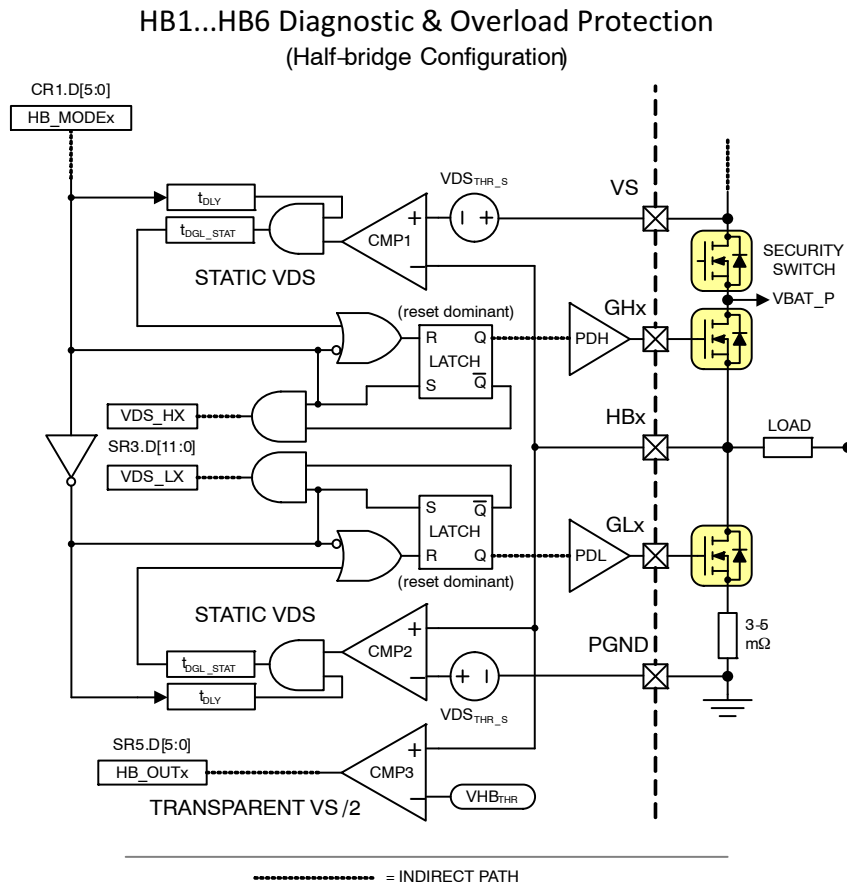 HB1...HB6 Diagnostic & Overload Protection
(Half-bridge Configuration)
CR1.D[5:0]
HB_MODEx
tDLY
tDGL_STAT
STATIC VDS
CMP1
+
−
VDSTHR_S
− +
VS
SECURITY
SWITCH
VBAT_P
(reset dominant)
R Q
LATCH
S Q
PDH
GHx
VDS_HX
SR3.D[11:0]
VDS_LX
HBx
LOAD
S Q
LATCH
R Q
(reset dominant)
PDL
GLx
STATIC VDS
tDGL_STAT
tDLY
CMP2
+
−
+ −
VDSTHR_S
PGND
3-5
mΩ
SR5.D[5:0]
HB_OUTx
CMP3
+
−
VHBTHR
TRANSPARENT VS/2
= INDIRECT PATH